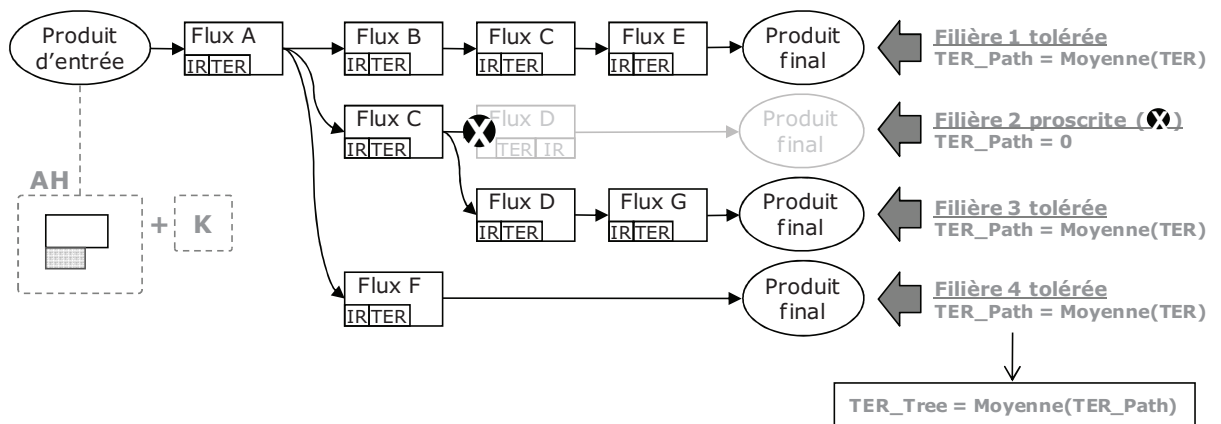 Produit
d'entrée
Flux A
IR TER
Flux B
IR TER
Flux C
IR TER
Flux E
IR TER
Produit
final
Filière 1 tolérée
TER_Path = Moyenne(TER)
Flux C
IR TER
X
Flux D
TER IR
Produit
final
Filière 2 proscrite (X)
TER_Path = 0
AH
+ K
Flux D
IR TER
Flux G
IR TER
Produit
final
Filière 3 tolérée
TER_Path = Moyenne(TER)
Flux F
IR TER
Produit
final
Filière 4 tolérée
TER_Path = Moyenne(TER)
TER_Tree = Moyenne(TER_Path)